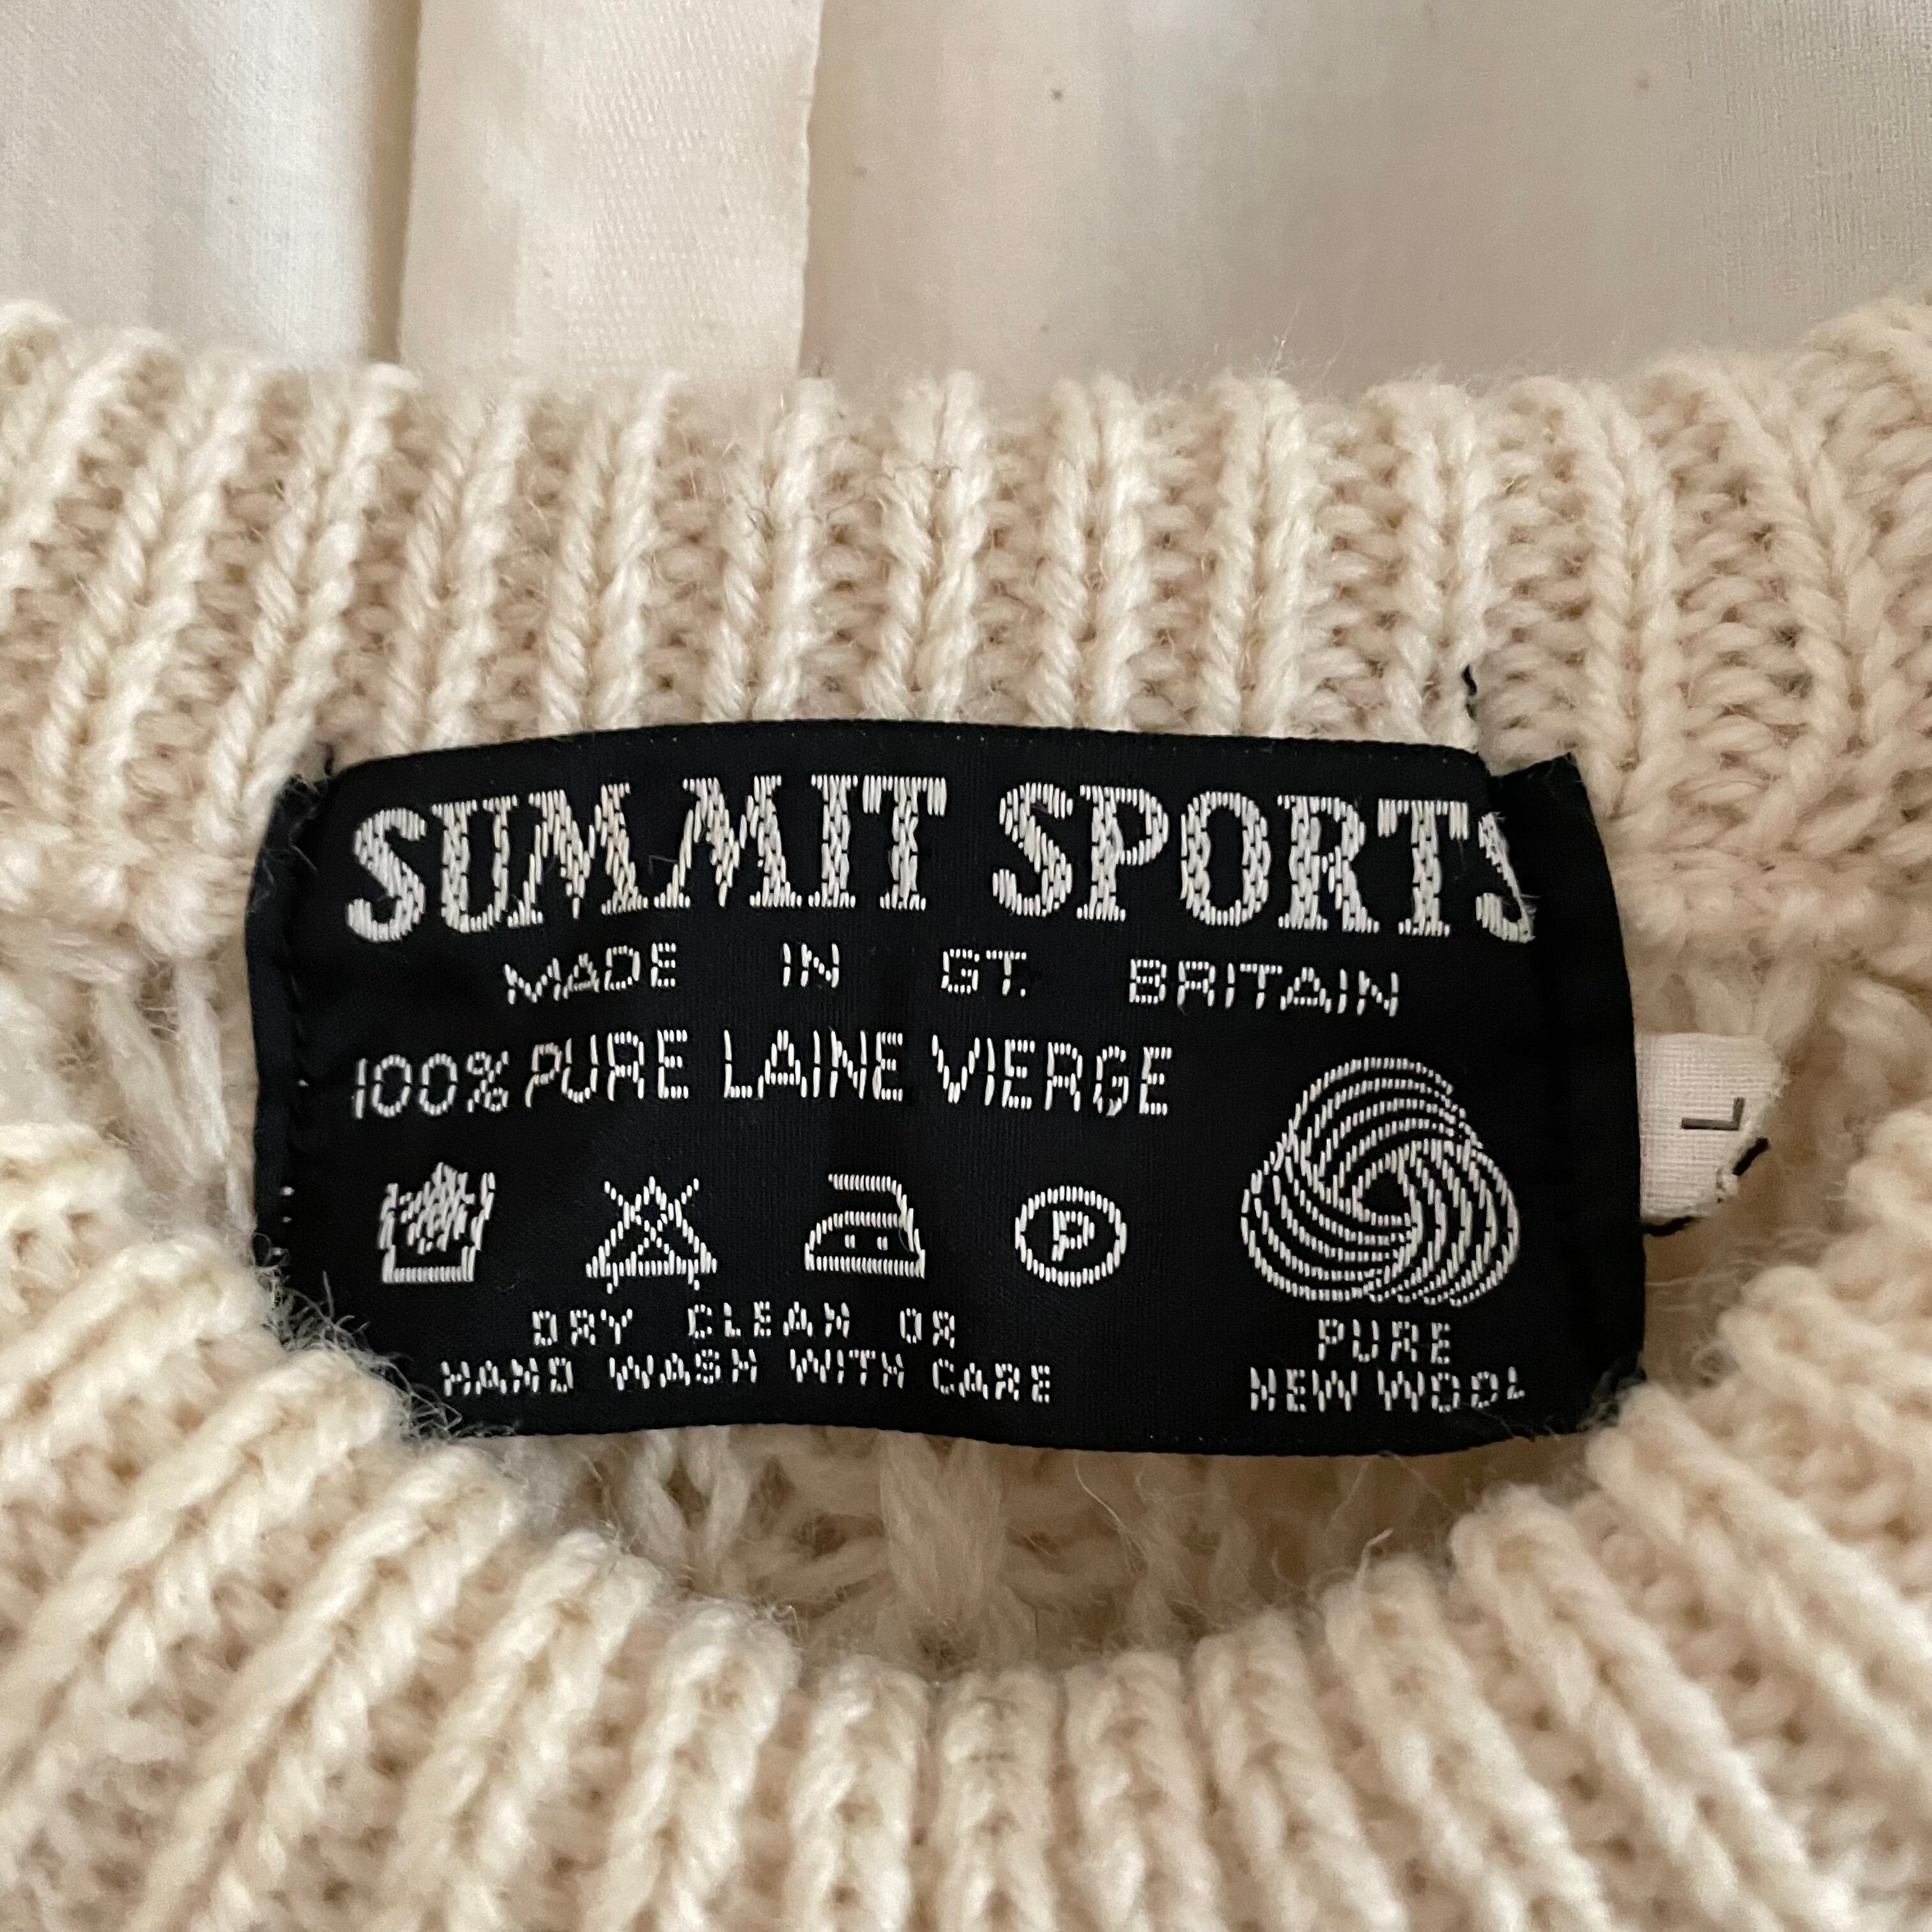 SUMMIT SPORTS
MADE IN GT. BRITAIN
100% PURE LAINE VIERGE
L
P
DRY CLEAN OR
HAND WASH WITH CARE
PURE
NEW WOOL